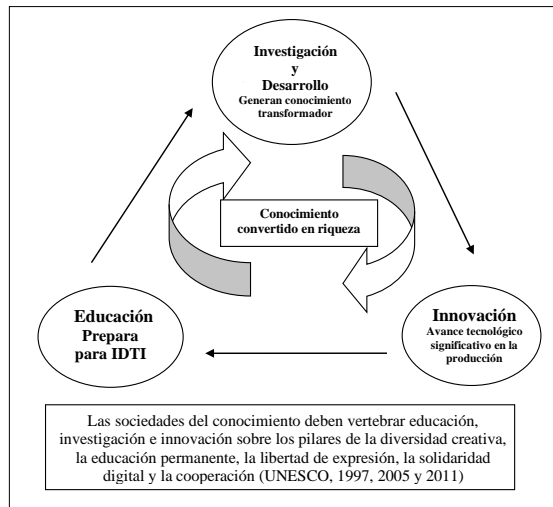 Investigación
y
Desarrollo
Generan conocimiento
transformador
Conocimiento
convertido en riqueza
Educación
Prepara
para IDTI
Innovación
Avance tecnológico
significativo en la
producción
Las sociedades del conocimiento deben vertebrar educación,
investigación e innovación sobre los pilares de la diversidad creativa,
la educación permanente, la libertad de expresión, la solidaridad
digital y la cooperación (UNESCO, 1997, 2005 y 2011)